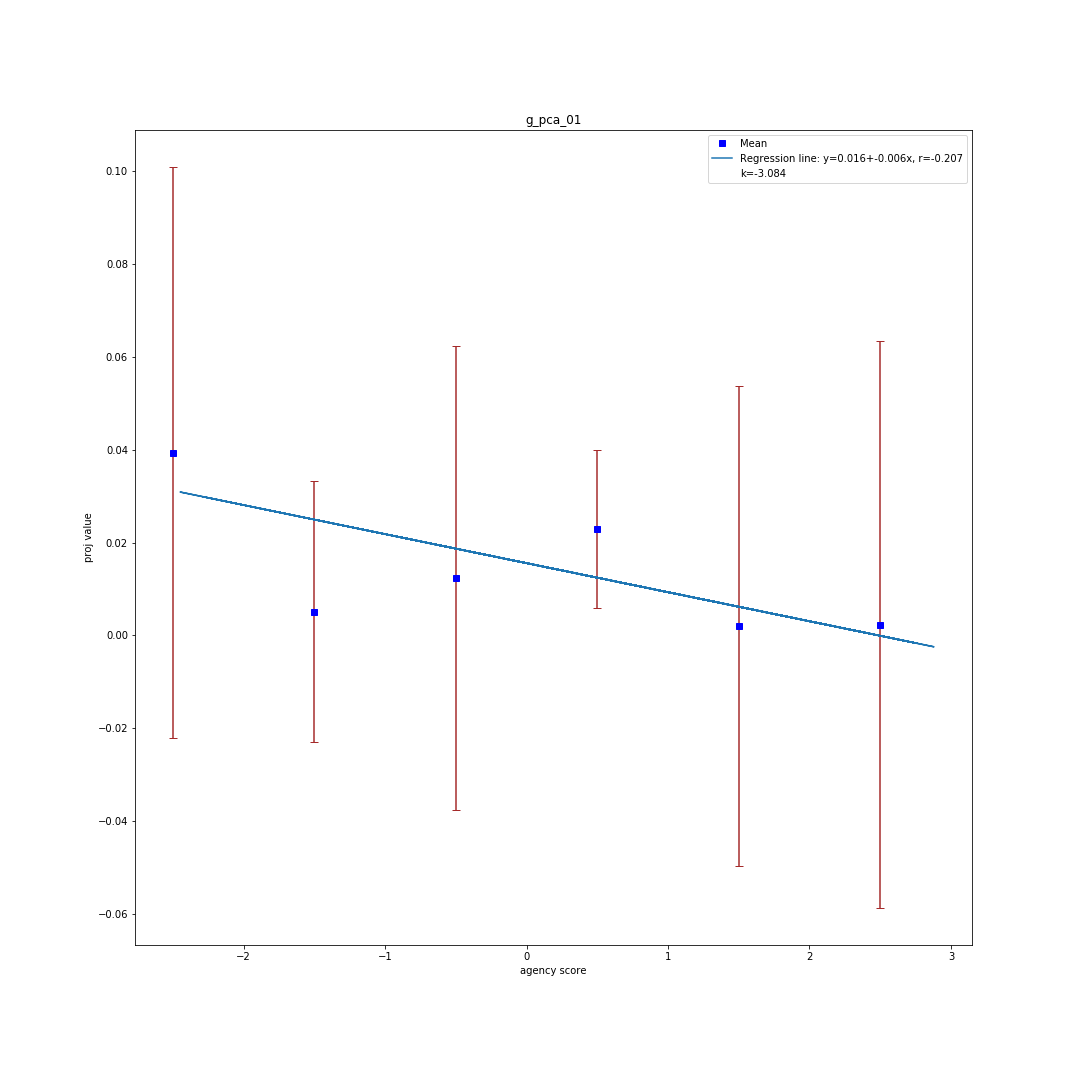 g_pca_01
Mean
Regression line: y=0.016+-0.006x, r=-0.207
k=-3.084
0.10
0.08
0.06
0.04
0.02
0.00
−0.02
−0.04
−0.06
proj value
−2
−1
0
1
2
3
agency score